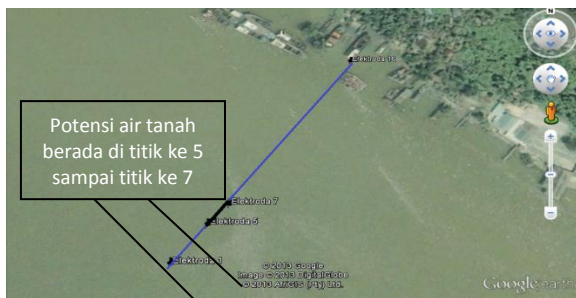 N
Elektroda 16
Potensi air tanah
berada di titik ke 5
sampai titik ke 7
Elektroda 7
Elektroda 5
Elektroda 1
© 2013 Google
Image © 2013 DigitalGlobe
© 2013 AfriGIS (Pty) Ltd.
Google earth